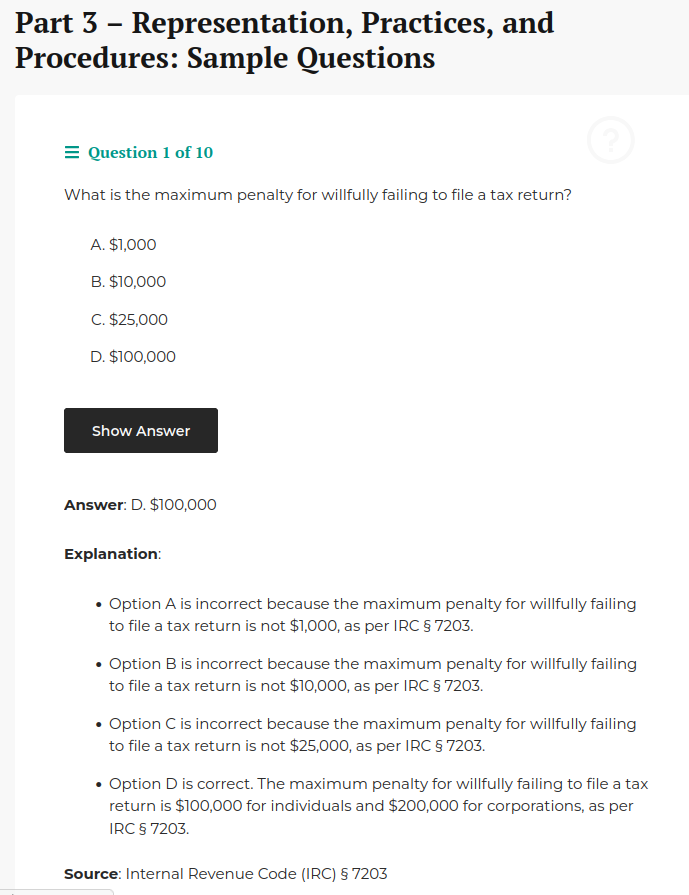 Part 3 – Representation, Practices, and
Procedures: Sample Questions
?
Question 1 of 10
What is the maximum penalty for willfully failing to file a tax return?
A. $1,000
B. $10,000
C. $25,000
D. $100,000
Show Answer
Answer: D. $100,000
Explanation:
• Option A is incorrect because the maximum penalty for willfully failing
to file a tax return is not $1,000, as per IRC § 7203.
• Option B is incorrect because the maximum penalty for willfully failing
to file a tax return is not $10,000, as per IRC § 7203.
• Option C is incorrect because the maximum penalty for willfully failing
to file a tax return is not $25,000, as per IRC § 7203.
• Option D is correct. The maximum penalty for willfully failing to file a tax
return is $100,000 for individuals and $200,000 for corporations, as per
IRC § 7203.
Source: Internal Revenue Code (IRC) § 7203